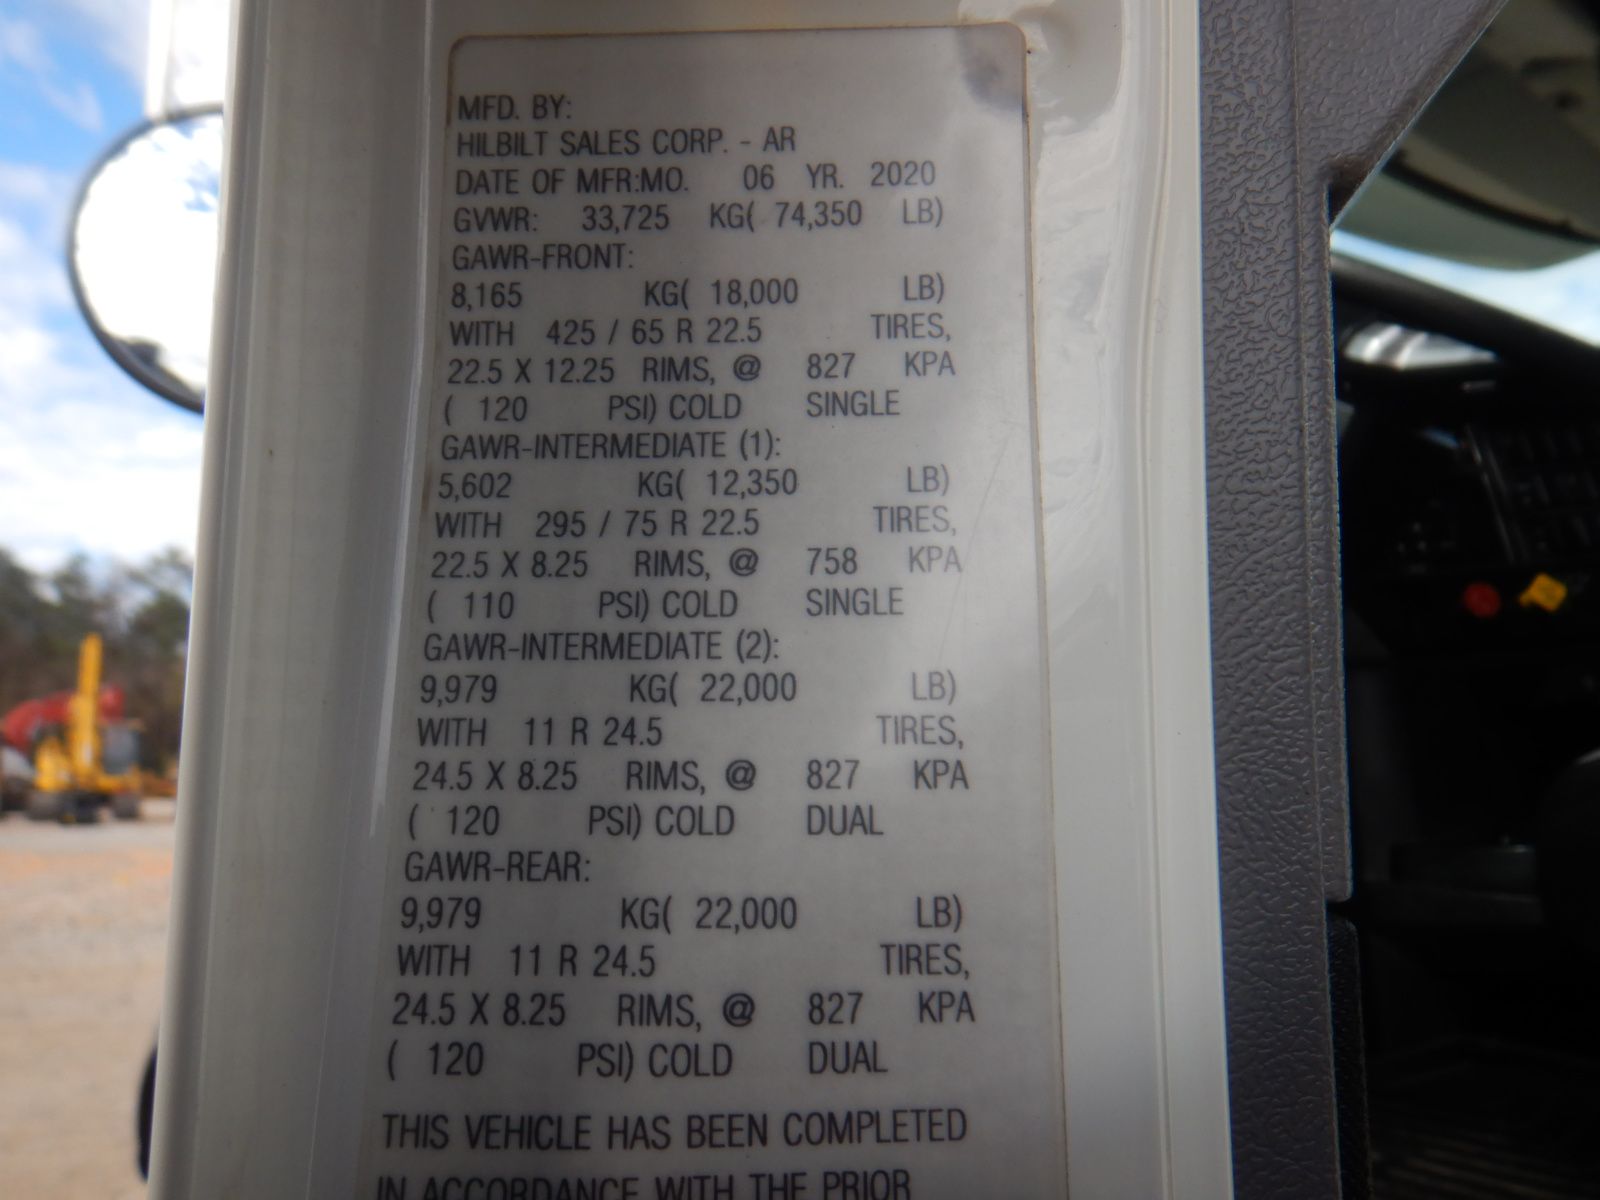 MFD. BY:
HILBILT SALES CORP. - AR
DATE OF MFR:MO. 06 YR. 2020
GVWR: 33,725 KG( 74,350 LB)
GAWR-FRONT:
8,165 KG( 18,000 LB)
WITH 425 / 65 R 22.5 TIRES,
22.5 X 12.25 RIMS, @ 827 KPA
( 120 PSI) COLD SINGLE
GAWR-INTERMEDIATE (1):
5,602 KG( 12,350 LB)
WITH 295 / 75 R 22.5 TIRES,
22.5 X 8.25 RIMS, @ 758 KPA
( 110 PSI) COLD SINGLE
GAWR-INTERMEDIATE (2):
9,979 KG( 22,000 LB)
WITH 11 R 24.5 TIRES,
24.5 X 8.25 RIMS, @ 827 KPA
( 120 PSI) COLD DUAL
GAWR-REAR:
9,979 KG( 22,000 LB)
WITH 11 R 24.5 TIRES,
24.5 X 8.25 RIMS, @ 827 KPA
( 120 PSI) COLD DUAL
THIS VEHICLE HAS BEEN COMPLETED
IN ACCORDANCE WITH THE PRIOR